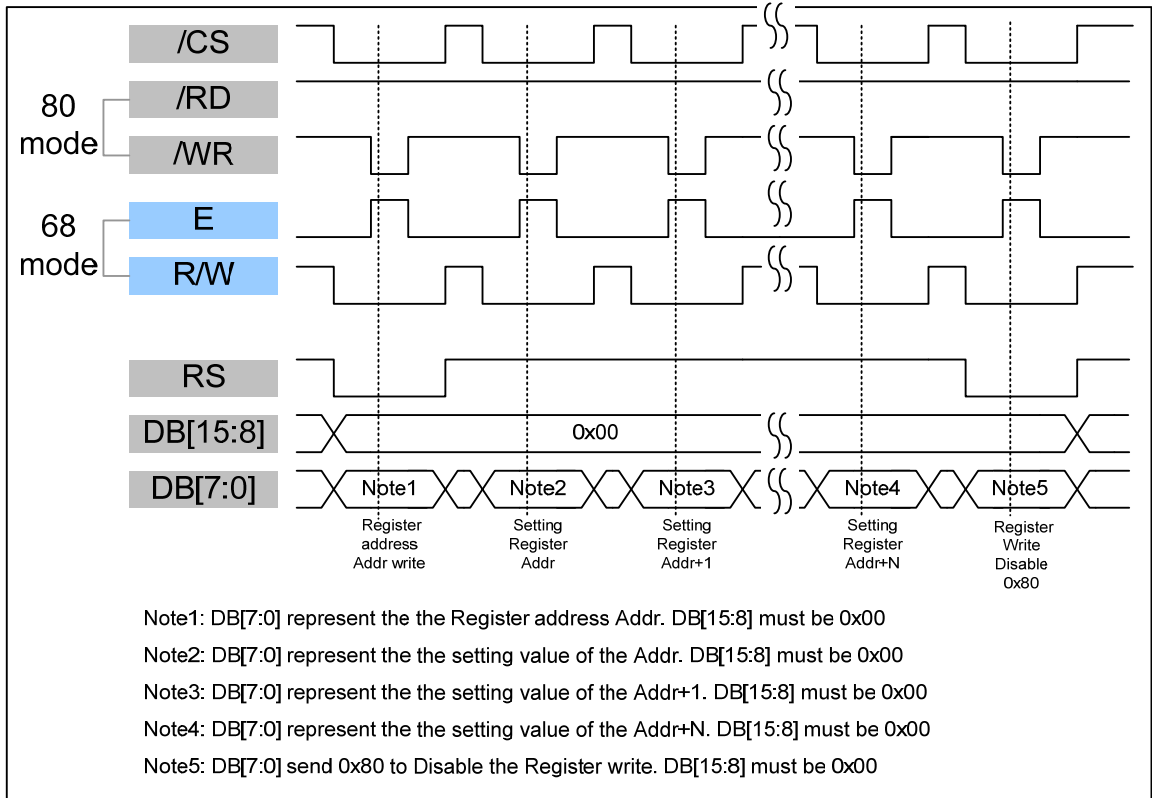 /CS
80
mode
/RD
/WR
68
mode
E
R/W
RS
DB[15:8]
0x00
DB[7:0]
Note1
Note2
Note3
Note4
Note5
Register
address
Addr write
Setting
Register
Addr
Setting
Register
Addr+1
Setting
Register
Addr+N
Register
Write
Disable
0x80
Note1: DB[7:0] represent the the Register address Addr. DB[15:8] must be 0x00
Note2: DB[7:0] represent the the setting value of the Addr. DB[15:8] must be 0x00
Note3: DB[7:0] represent the the setting value of the Addr+1. DB[15:8] must be 0x00
Note4: DB[7:0] represent the the setting value of the Addr+N. DB[15:8] must be 0x00
Note5: DB[7:0] send 0x80 to Disable the Register write. DB[15:8] must be 0x00